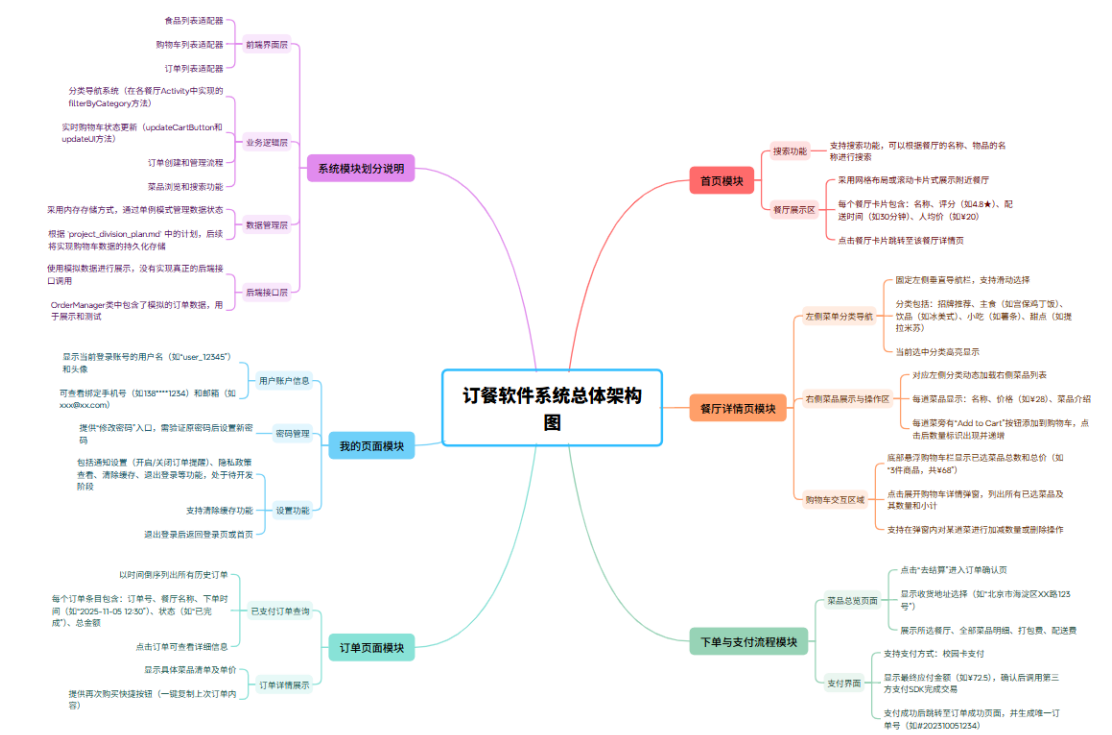 订餐软件系统总体架构
图
系统模块划分说明
前端界面层
食品列表适配器
购物车列表适配器
订单列表适配器
业务逻辑层
分类导航系统（在各餐厅Activity中实现的
filterByCategory方法）
实时购物车状态更新（updateCartButton和
updateUI方法）
订单创建和管理流程
菜品浏览和搜索功能
数据管理层
采用内存存储方式，通过单例模式管理数据状态
根据 `project_division_plan.md` 中的计划，后续
将实现购物车数据的持久化存储
后端接口层
使用模拟数据进行展示，没有实现真正的后端接
口调用
OrderManager类中包含了模拟的订单数据，用
于展示和测试
我的页面模块
用户账户信息
显示当前登录账号的用户名（如“user_12345”）
和头像
可查看绑定手机号（如138****1234）和邮箱（如
xxx@xx.com）
密码管理
提供“修改密码”入口，需验证原密码后设置新密
码
设置功能
包括通知设置（开启/关闭订单提醒）、隐私政策
查看、清除缓存、退出登录等功能，处于待开发
阶段
支持清除缓存功能
退出登录后返回登录页或首页
订单页面模块
已支付订单查询
以时间倒序列出所有历史订单
每个订单条目包含：订单号、餐厅名称、下单时
间（如“2025-11-05 12:30”）、状态（如“已完
成”）、总金额
点击订单可查看详细信息
订单详情展示
显示具体菜品清单及单价
提供再次购买快捷按钮（一键复制上次订单内
容）
首页模块
搜索功能
支持搜索功能，可以根据餐厅的名称、物品的名
称进行搜索
餐厅展示区
采用网格布局或滚动卡片式展示附近餐厅
每个餐厅卡片包含：名称、评分（如4.8★）、配
送时间（如30分钟）、人均价（如¥20）
点击餐厅卡片跳转至该餐厅详情页
餐厅详情页模块
左侧菜单分类导航
固定左侧垂直导航栏，支持滑动选择
分类包括：招牌推荐、主食（如宫保鸡丁饭）、
饮品（如冰美式）、小吃（如薯条）、甜点（如提
拉米苏）
当前选中分类高亮显示
右侧菜品展示与操作区
对应左侧分类动态加载右侧菜品列表
每道菜品显示：名称、价格（如¥28）、菜品介绍
每道菜旁有“Add to Cart”按钮添加到购物车，点
击后数量标识出现并递增
购物车交互区域
底部悬浮购物车栏显示已选菜品总数和总价（如
“3件商品，共¥68”）
点击展开购物车详情弹窗，列出所有已选菜品及
其数量和小计
支持在弹窗内对某道菜进行加减数量或删除操作
下单与支付流程模块
菜品总览页面
点击“去结算”进入订单确认页
显示收货地址选择（如“北京市海淀区XX路123
号”）
展示所选餐厅、全部菜品明细、打包费、配送费
支付界面
支持支付方式：校园卡支付
显示最终应付金额（如¥72.5），确认后调用第三
方支付SDK完成交易
支付成功后跳转至订单成功页面，并生成唯一订
单号（如#202310051234）